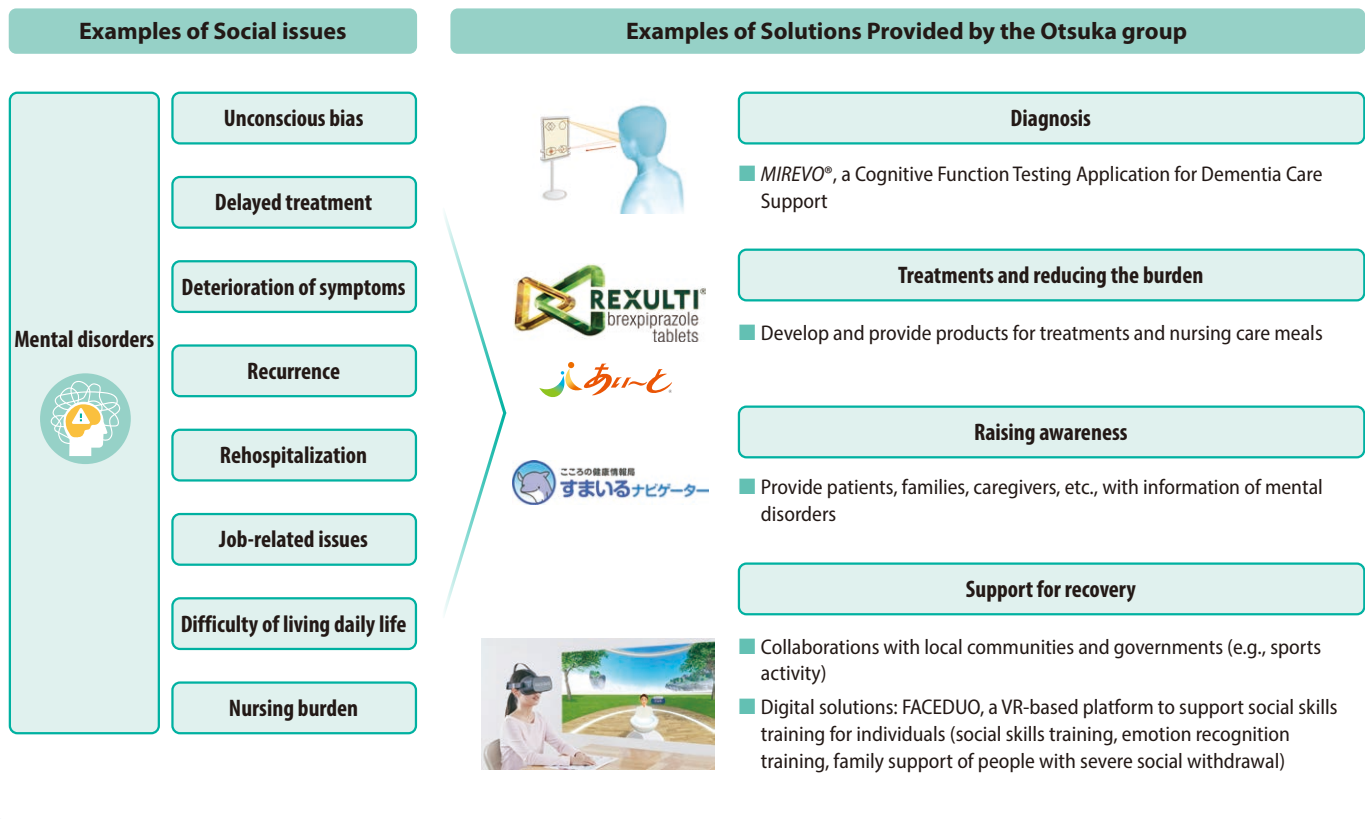 Examples of Social issues
Examples of Solutions Provided by the Otsuka group
Mental disorders
Unconscious bias
Delayed treatment
Deterioration of symptoms
Recurrence
Rehospitalization
Job-related issues
Difficulty of living daily life
Nursing burden
Diagnosis
■ MIREVO®, a Cognitive Function Testing Application for Dementia Care
Support
REXULTI®
brexpiprazole
tablets
あいーと®
Treatments and reducing the burden
■ Develop and provide products for treatments and nursing care meals
こころの健康情報局
すまいるナビゲーター
Raising awareness
■ Provide patients, families, caregivers, etc., with information of mental
disorders
Support for recovery
■ Collaborations with local communities and governments (e.g., sports
activity)
■ Digital solutions: FACEDUO, a VR-based platform to support social skills
training for individuals (social skills training, emotion recognition
training, family support of people with severe social withdrawal)